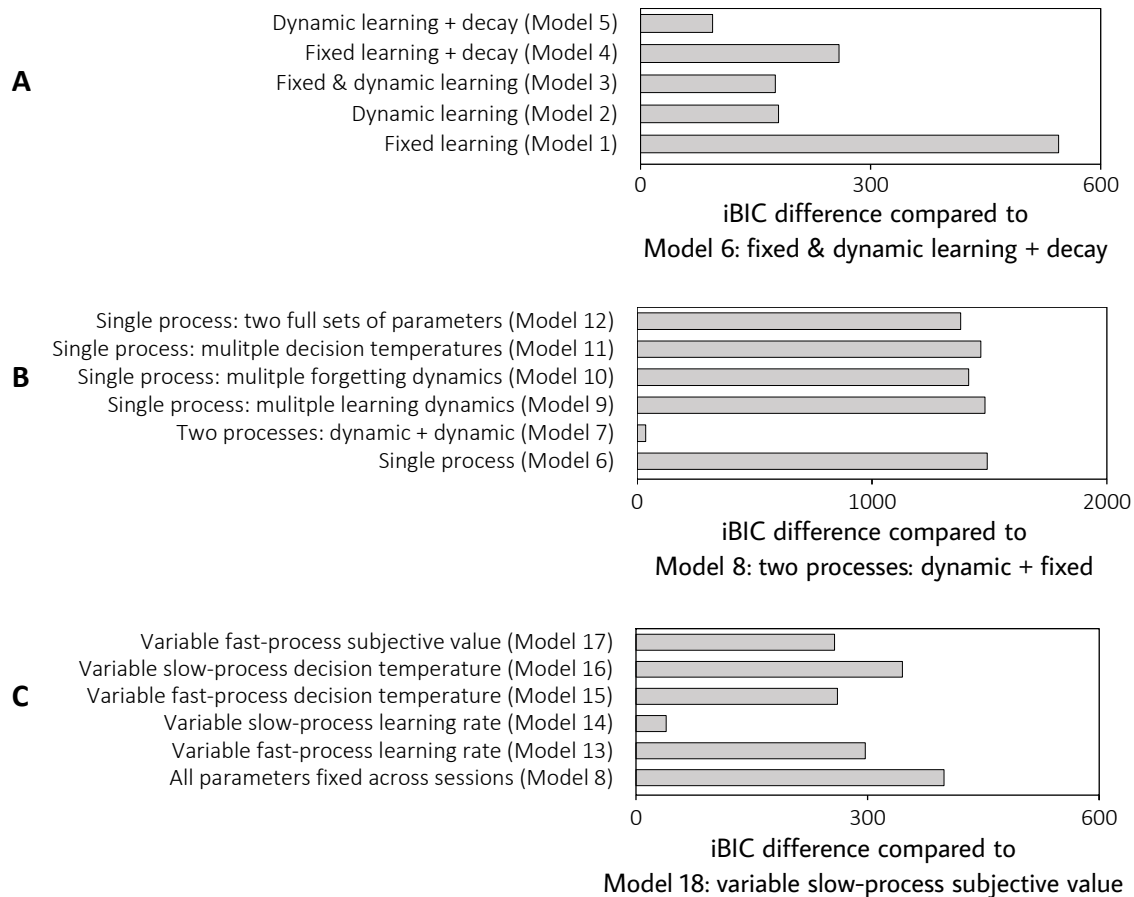 A
Dynamic learning + decay (Model 5)
Fixed learning + decay (Model 4)
Fixed & dynamic learning (Model 3)
Dynamic learning (Model 2)
Fixed learning (Model 1)
0 300 600
iBIC difference compared to
Model 6: fixed & dynamic learning + decay
B
Single process: two full sets of parameters (Model 12)
Single process: mulitple decision temperatures (Model 11)
Single process: mulitple forgetting dynamics (Model 10)
Single process: mulitple learning dynamics (Model 9)
Two processes: dynamic + dynamic (Model 7)
Single process (Model 6)
0 1000 2000
iBIC difference compared to
Model 8: two processes: dynamic + fixed
C
Variable fast-process subjective value (Model 17)
Variable slow-process decision temperature (Model 16)
Variable fast-process decision temperature (Model 15)
Variable slow-process learning rate (Model 14)
Variable fast-process learning rate (Model 13)
All parameters fixed across sessions (Model 8)
0 300 600
iBIC difference compared to
Model 18: variable slow-process subjective value